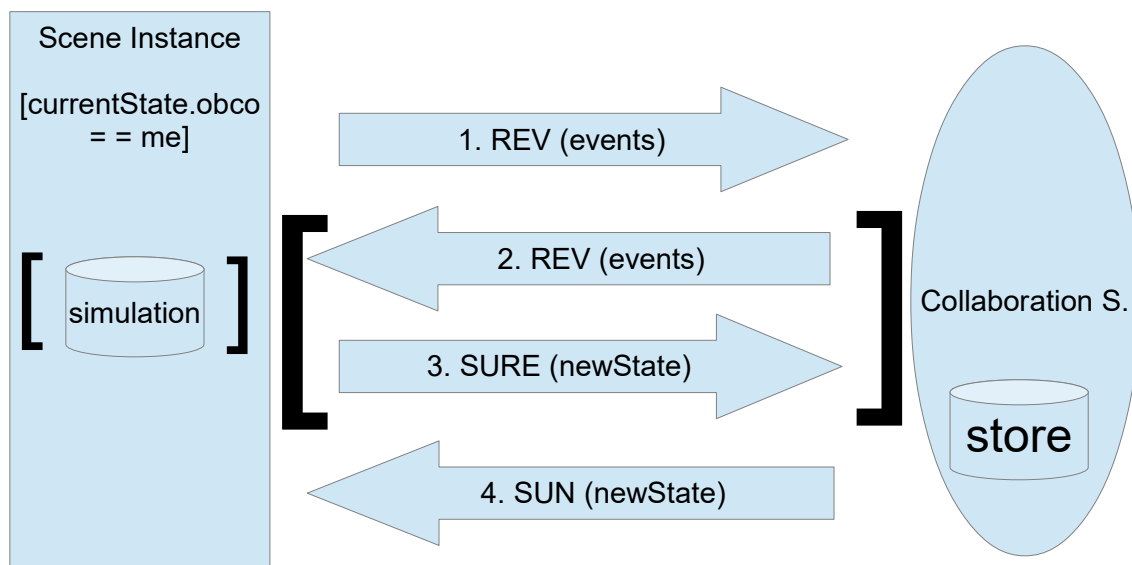 Scene Instance
[currentState.obco
= = me]
1. REV (events)
[
2. REV (events)
]
[
simulation
]
Collaboration S.
3. SURE (newState)
store
4. SUN (newState)